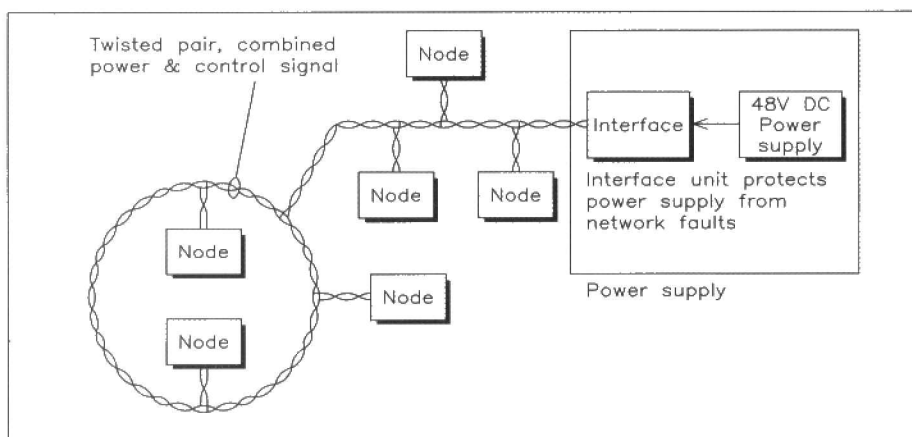 Twisted pair, combined
power & control signal
Node
Node
Node
Node
Node
Node
Interface
48V DC
Power
supply
Interface unit protects
power supply from
network faults
Power supply